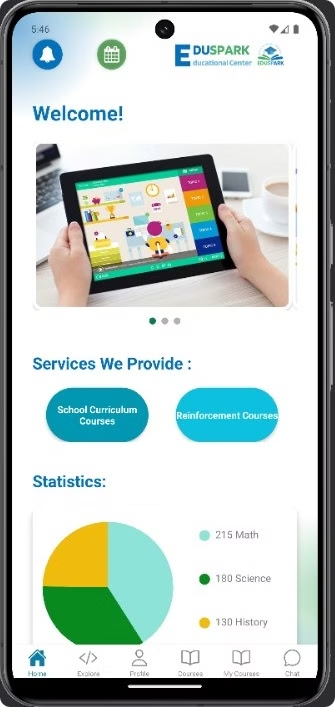 5:46
EDUSPARK
Educational Center
EDUSPARK
Welcome!
Services We Provide :
School Curriculum
Courses
Reinforcement Courses
Statistics:
215 Math
180 Science
130 History
Home
Explore
Profile
Courses
My Courses
Chat